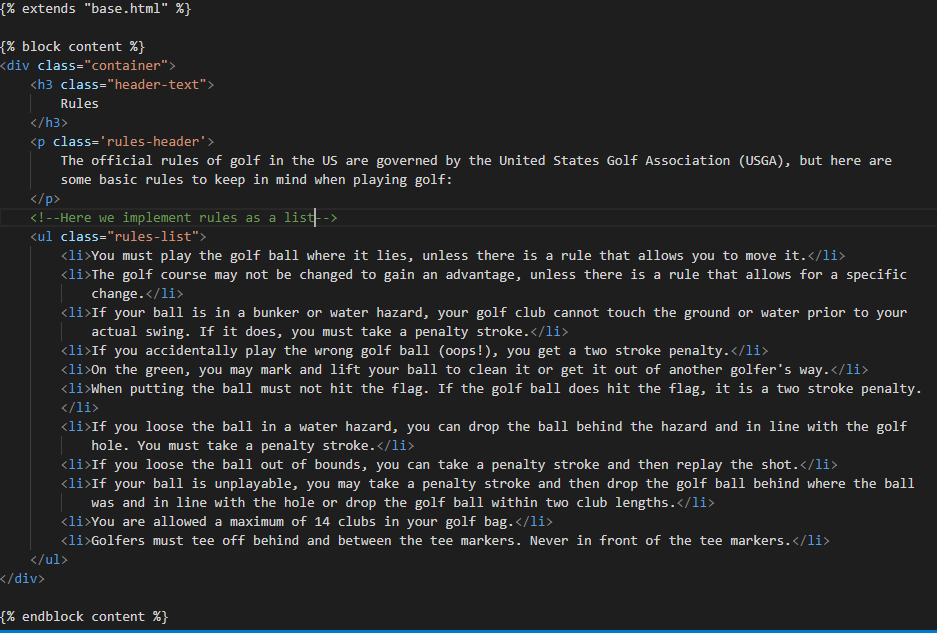 {% extends "base.html" %}
{% block content %}
<div class="container">
<h3 class="header-text">
Rules
</h3>
<p class='rules-header'>
The official rules of golf in the US are governed by the United States Golf Association (USGA), but here are
some basic rules to keep in mind when playing golf:
</p>
<!--Here we implement rules as a list-->
<ul class="rules-list">
<li>You must play the golf ball where it lies, unless there is a rule that allows you to move it.</li>
<li>The golf course may not be changed to gain an advantage, unless there is a rule that allows for a specific
change.</li>
<li>If your ball is in a bunker or water hazard, your golf club cannot touch the ground or water prior to your
actual swing. If it does, you must take a penalty stroke.</li>
<li>If you accidentally play the wrong golf ball (oops!), you get a two stroke penalty.</li>
<li>On the green, you may mark and lift your ball to clean it or get it out of another golfer's way.</li>
<li>When putting the ball must not hit the flag. If the golf ball does hit the flag, it is a two stroke penalty.
</li>
<li>If you loose the ball in a water hazard, you can drop the ball behind the hazard and in line with the golf
hole. You must take a penalty stroke.</li>
<li>If you loose the ball out of bounds, you can take a penalty stroke and then replay the shot.</li>
<li>If your ball is unplayable, you may take a penalty stroke and then drop the golf ball behind where the ball
was and in line with the hole or drop the golf ball within two club lengths.</li>
<li>You are allowed a maximum of 14 clubs in your golf bag.</li>
<li>Golfers must tee off behind and between the tee markers. Never in front of the tee markers.</li>
</ul>
</div>
{% endblock content %}